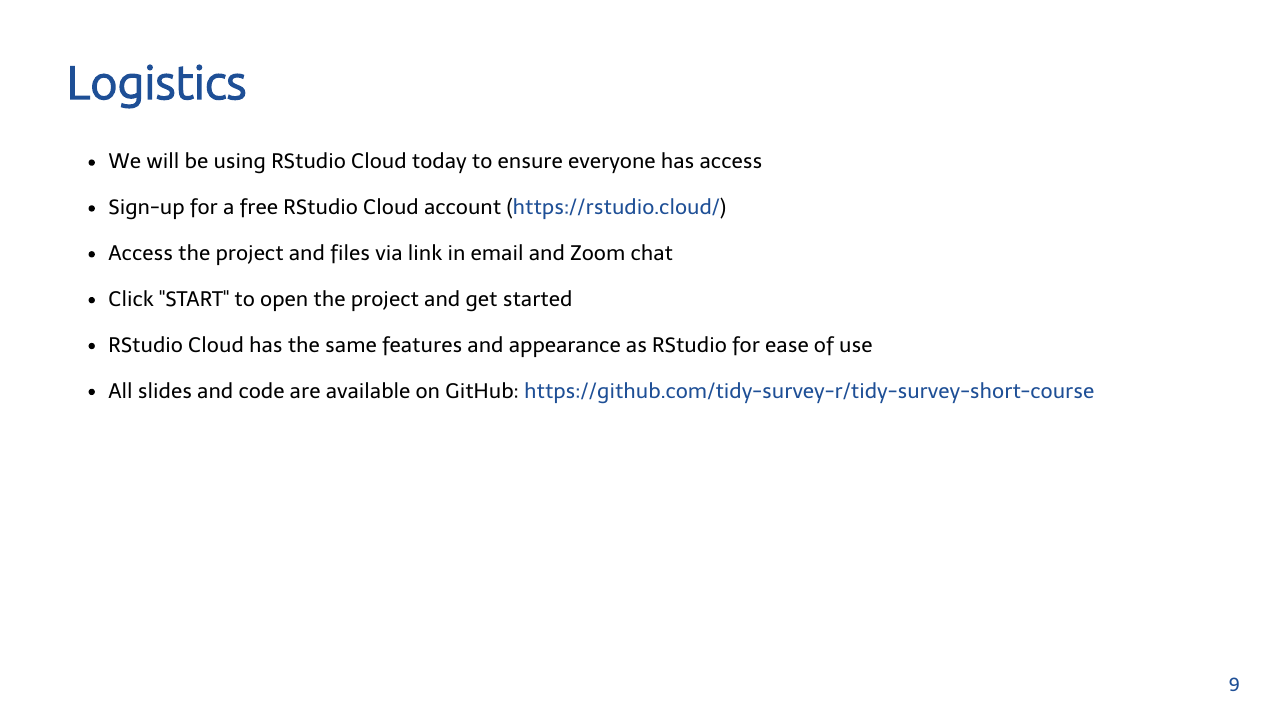 Logistics
• We will be using RStudio Cloud today to ensure everyone has access
• Sign-up for a free RStudio Cloud account (https://rstudio.cloud/)
• Access the project and files via link in email and Zoom chat
• Click "START" to open the project and get started
• RStudio Cloud has the same features and appearance as RStudio for ease of use
• All slides and code are available on GitHub: https://github.com/tidy-survey-r/tidy-survey-short-course
9